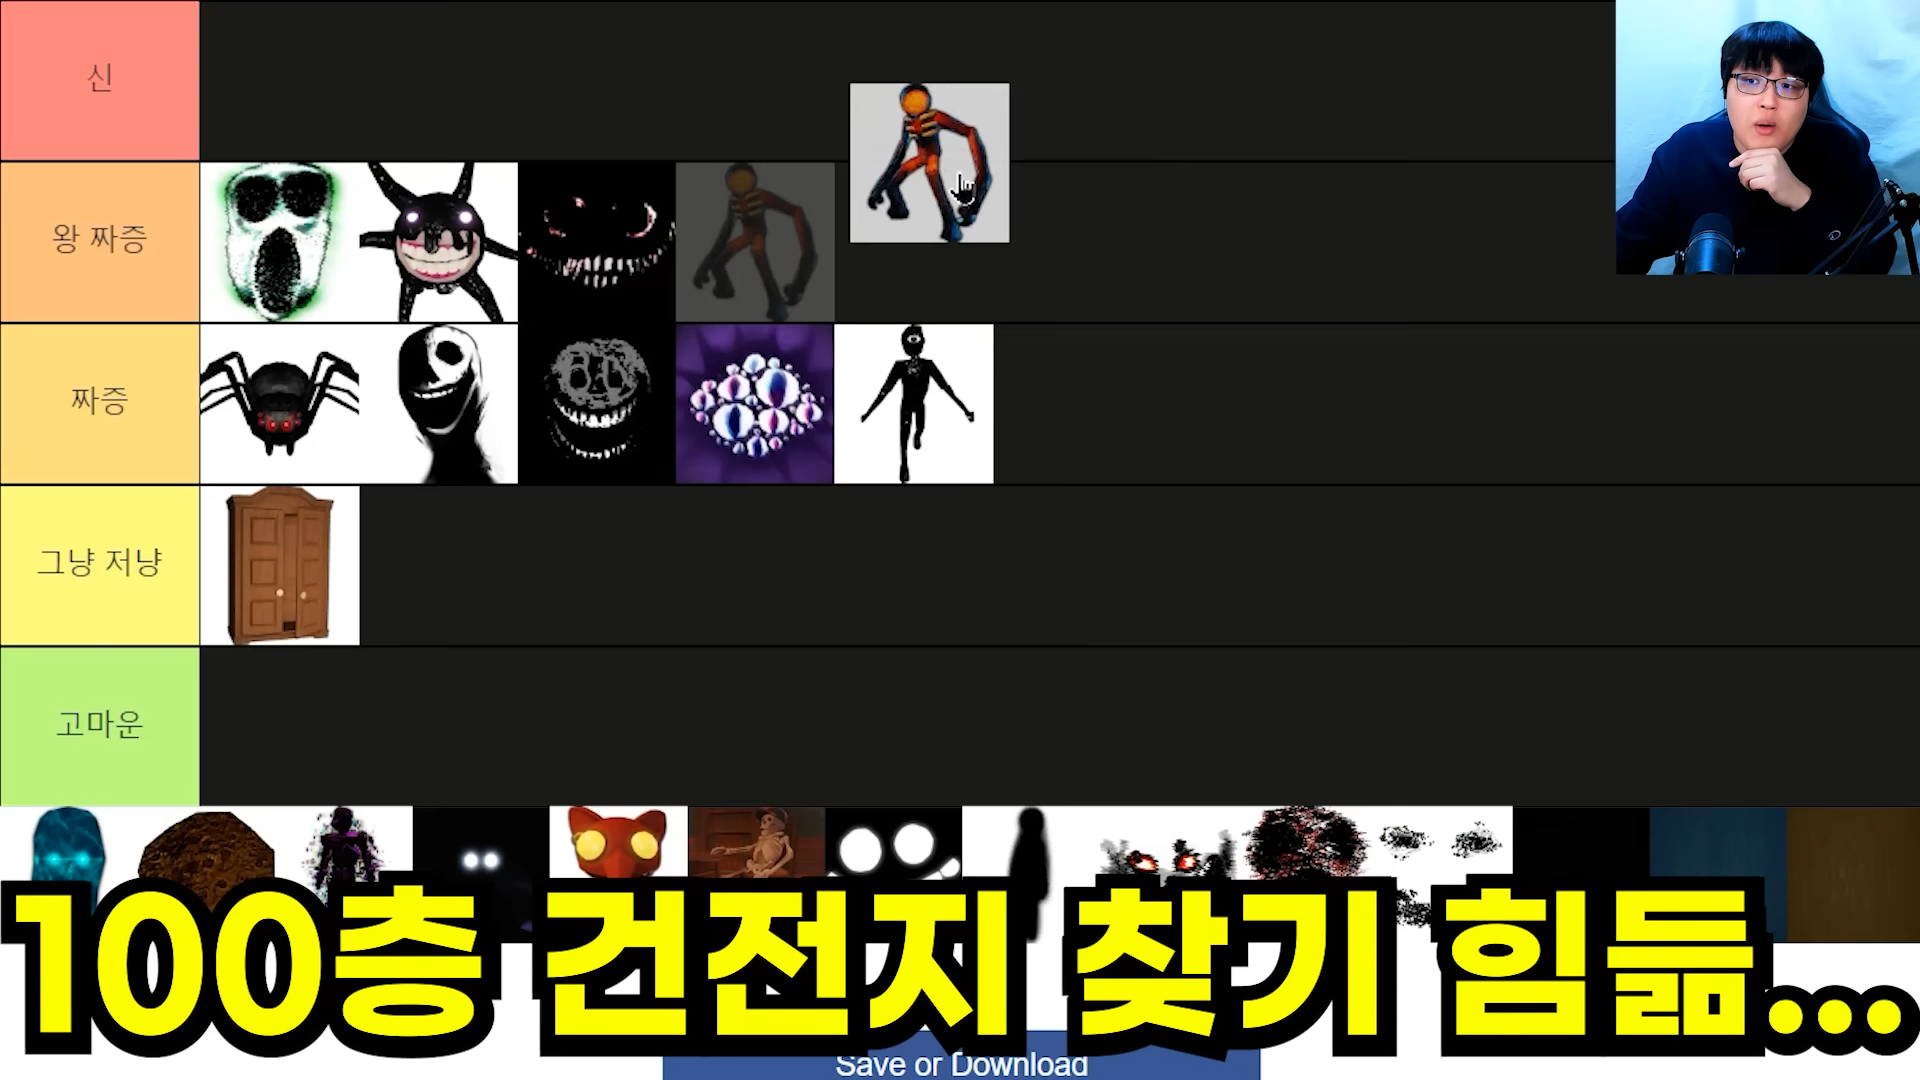 신
왕 짜증
짜증
그냥 저냥
고마운
100층 건전지 찾기 힘듦...
Save or Download